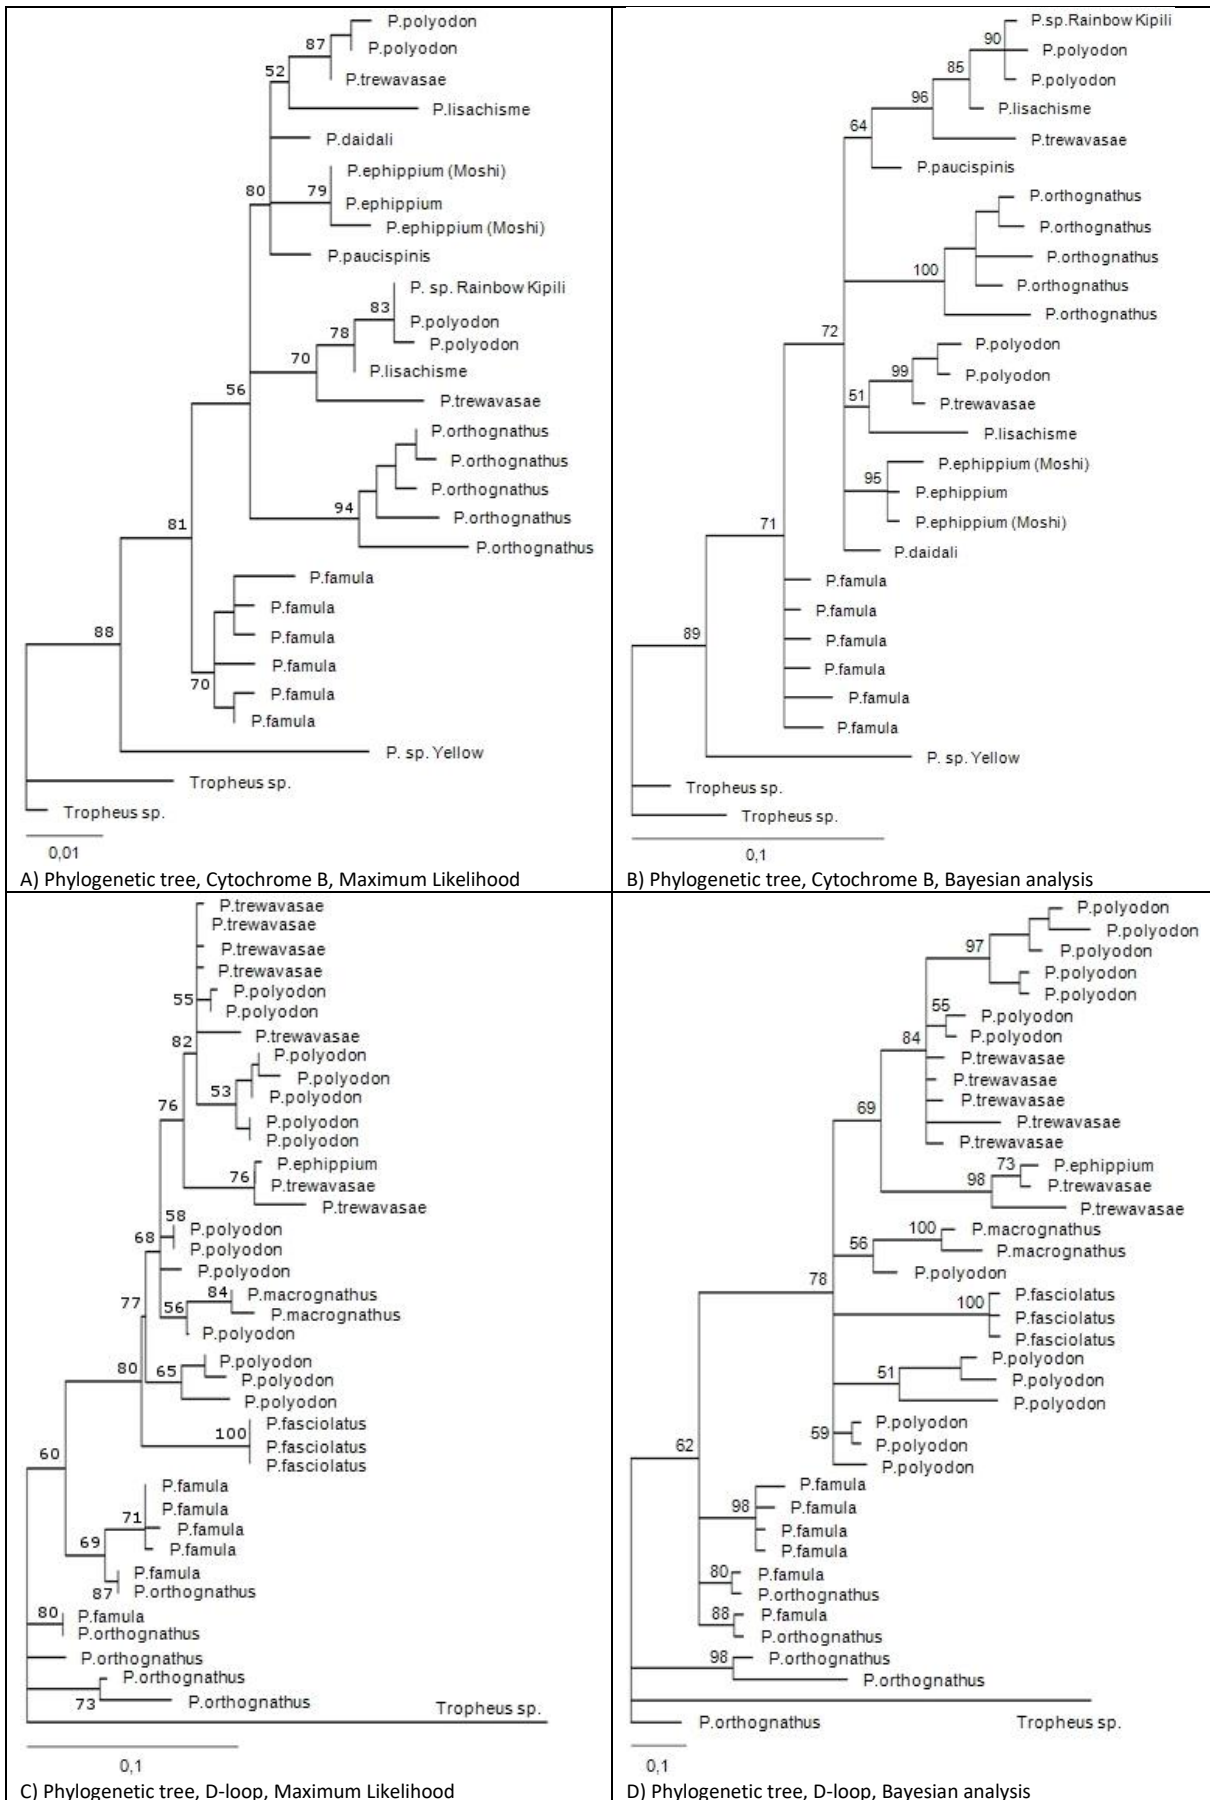 P.polyodon
87
P.polyodon
52
P.trewavasae
P.lisachisme
P.daidali
P.ephippium (Moshi)
80
79
P.ephippium
P.ephippium (Moshi)
P.paucispinis
P. sp. Rainbow Kipili
83
P.polyodon
78
P.polyodon
70
P.lisachisme
56
P.trewavasae
P.orthognathus
P.orthognathus
P.orthognathus
94
P.orthognathus
81
P.orthognathus
P.famula
P.famula
88
P.famula
P.famula
70
P.famula
P.famula
P. sp. Yellow
Tropheus sp.
Tropheus sp.
0,01
A) Phylogenetic tree, Cytochrome B, Maximum Likelihood
P.sp.Rainbow Kipili
90
P.polyodon
85
P.polyodon
96
P.lisachisme
64
P.trewavasae
P.paucispinis
P.orthognathus
P.orthognathus
P.orthognathus
100
P.orthognathus
P.orthognathus
72
P.polyodon
99
P.polyodon
51
P.trewavasae
P.lisachisme
P.ephippium (Moshi)
95
P.ephippium
71
P.ephippium (Moshi)
P.daidali
P.famula
P.famula
89
P.famula
P.famula
P.famula
P.famula
P. sp. Yellow
Tropheus sp.
Tropheus sp.
0,1
B) Phylogenetic tree, Cytochrome B, Bayesian analysis
P.trewavasae
P.trewavasae
P.trewavasae
P.trewavasae
55
P.polyodon
P.polyodon
82
P.trewavasae
P.polyodon
P.polyodon
53
P.polyodon
76
P.polyodon
P.polyodon
P.ephippium
76
P.trewavasae
P.trewavasae
58
P.polyodon
68
P.polyodon
P.polyodon
84
P.macrognathus
77
56
P.macrognathus
P.polyodon
80
65
P.polyodon
P.polyodon
P.polyodon
P.fasciolatus
100
P.fasciolatus
60
P.fasciolatus
P.famula
P.famula
71
P.famula
69
P.famula
P.famula
87
P.orthognathus
80
P.famula
P.orthognathus
P.orthognathus
P.orthognathus
73
P.orthognathus
Tropheus sp.
0,1
C) Phylogenetic tree, D-loop, Maximum Likelihood
P.polyodon
P.polyodon
97
P.polyodon
P.polyodon
P.polyodon
55
P.polyodon
84
P.polyodon
P.trewavasae
P.trewavasae
69
P.trewavasae
P.trewavasae
P.trewavasae
73
P.ephippium
98
P.trewavasae
P.trewavasae
100
P.macrognathus
56
P.macrognathus
78
P.polyodon
100
P.fasciolatus
P.fasciolatus
P.fasciolatus
P.polyodon
51
P.polyodon
P.polyodon
P.polyodon
59
P.polyodon
62
P.polyodon
P.famula
98
P.famula
P.famula
P.famula
80
P.famula
P.orthognathus
88
P.famula
P.orthognathus
98
P.orthognathus
P.orthognathus
P.orthognathus
Tropheus sp.
0,1
D) Phylogenetic tree, D-loop, Bayesian analysis